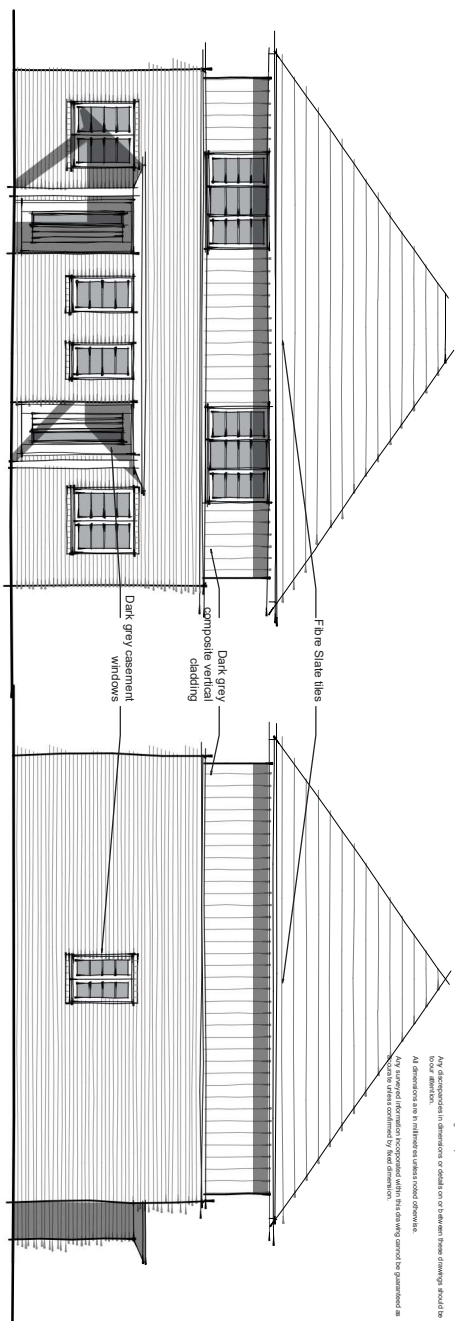 Any discrepancies in dimensions or details on or between these drawings should be
to our attention.
All dimensions are in millimetres unless noted otherwise.
Any surveyed information incorporated within this drawing cannot be guaranteed as
accurate unless confirmed by fixed dimension.
Fibre Slate tiles
Dark grey
composite vertical
cladding
Dark grey casement
windows